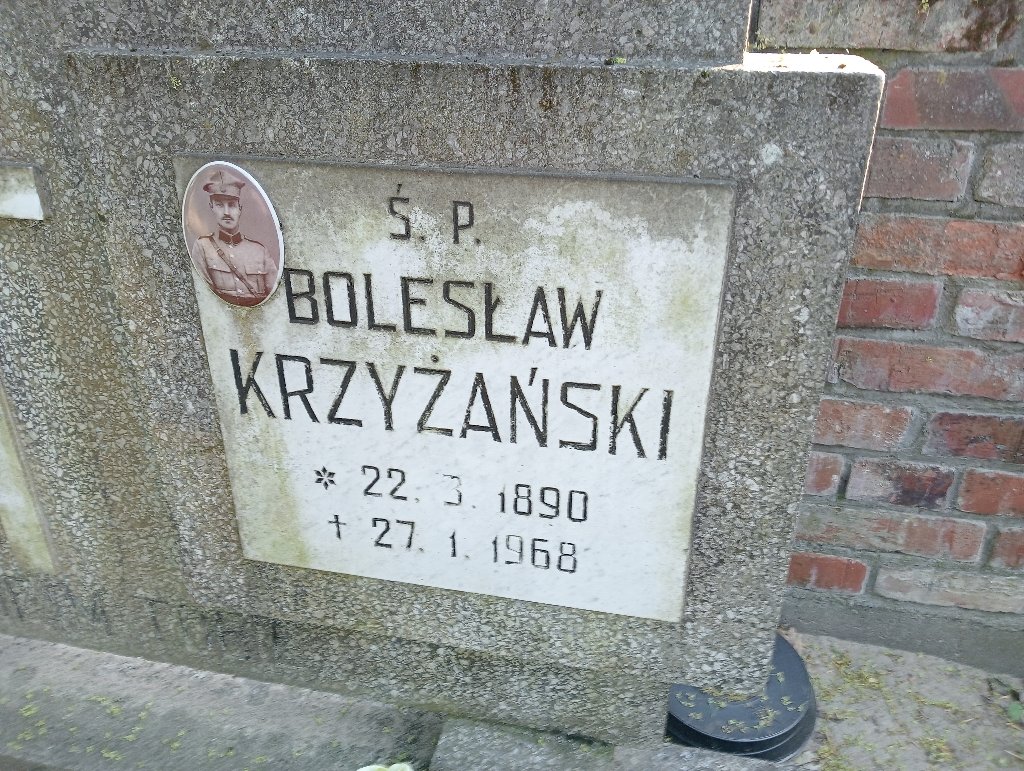 Ś. P.
BOLESŁAW
KRZYŻAŃSKI
* 22. 3. 1890
† 27. 1. 1968